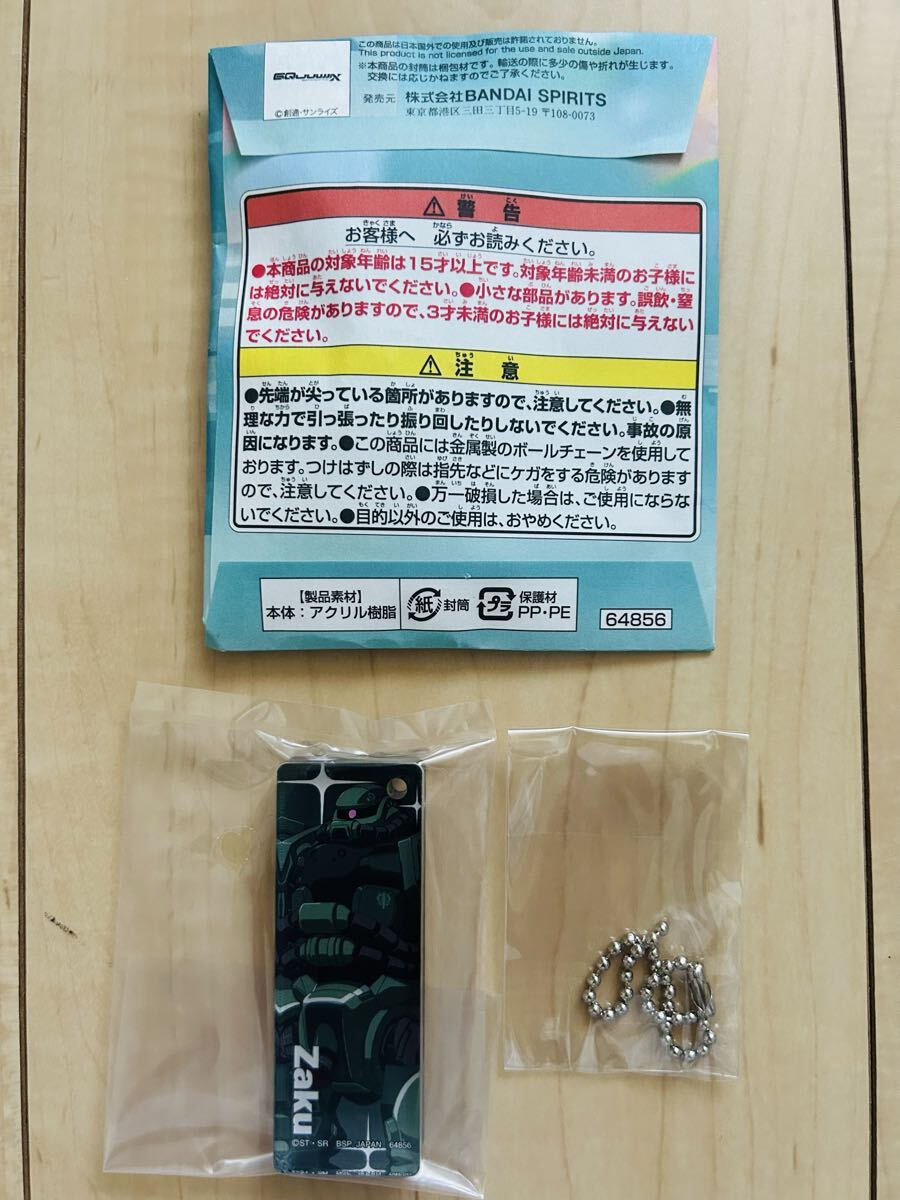 この商品は日本国外での使用及び販売は許諾されておりません。
This product is not licensed for the use and sale outside Japan.
※本商品の封筒は梱包材です。輸送の際に多少の傷や折れが生じます。
交換には応じかねますのでご了承ください。
GQuuuuuuX
©創通・サンライズ
発売元 株式会社BANDAI SPIRITS
東京都港区三田三丁目5-19 〒108-0073
⚠警告
お客様へ 必ずお読みください。
●本商品の対象年齢は15才以上です。対象年齢未満のお子様に
は絶対に与えないでください。●小さな部品があります。誤飲・窒
息の危険がありますので、3才未満のお子様には絶対に与えない
でください。
⚠注意
●先端が尖っている箇所がありますので、注意してください。●無
理な力で引っ張ったり振り回したりしないでください。事故の原
因になります。●この商品には金属製のボールチェーンを使用して
おります。つけはずしの際は指先などにケガをする危険があります
ので、注意してください。●万一破損した場合は、ご使用にならな
いでください。●目的以外のご使用は、おやめください。
【製品素材】
本体：アクリル樹脂
紙 封筒
プラ 保護材
PP・PE
64856
Zaku
©ST・SR BSP JAPAN 64856